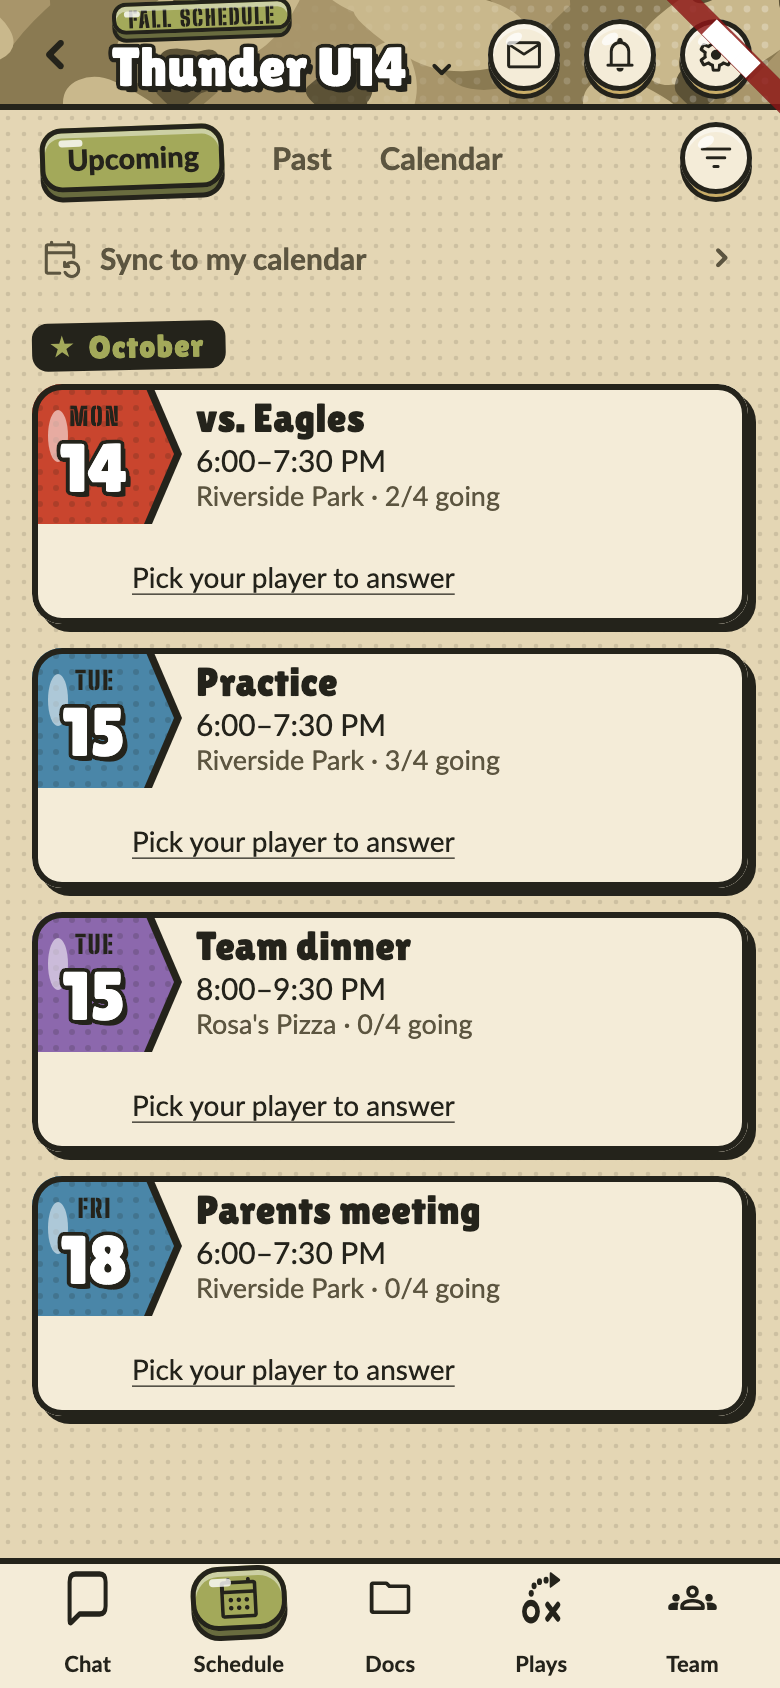 FALL SCHEDULE
Thunder U14
Upcoming
Past
Calendar
Sync to my calendar
★ October
MON
14
vs. Eagles
6:00–7:30 PM
Riverside Park · 2/4 going
Pick your player to answer
TUE
15
Practice
6:00–7:30 PM
Riverside Park · 3/4 going
Pick your player to answer
TUE
15
Team dinner
8:00–9:30 PM
Rosa's Pizza · 0/4 going
Pick your player to answer
FRI
18
Parents meeting
6:00–7:30 PM
Riverside Park · 0/4 going
Pick your player to answer
Chat
Schedule
Docs
Plays
Team